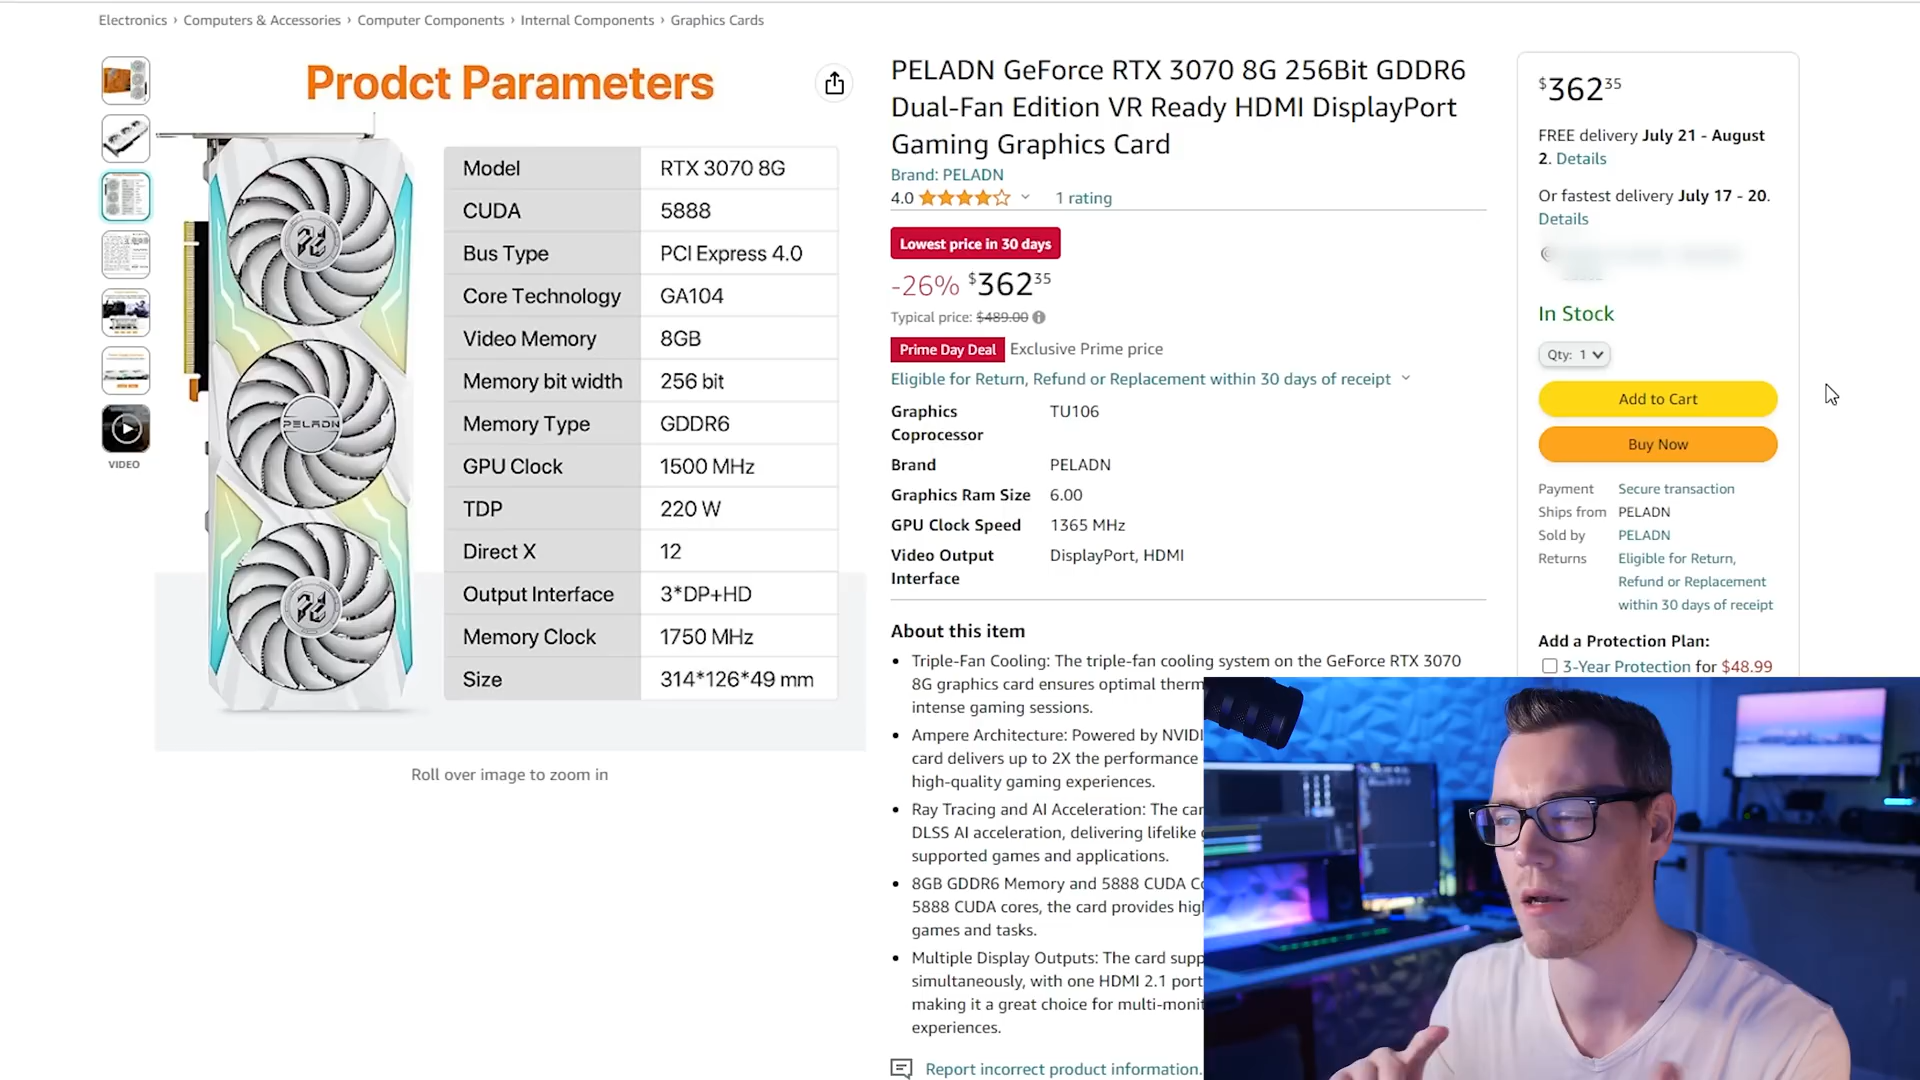 Electronics › Computers & Accessories › Computer Components › Internal Components › Graphics Cards
Prodct Parameters
Model RTX 3070 8G
CUDA 5888
Bus Type PCI Express 4.0
Core Technology GA104
Video Memory 8GB
Memory bit width 256 bit
Memory Type GDDR6
GPU Clock 1500 MHz
TDP 220 W
Direct X 12
Output Interface 3*DP+HD
Memory Clock 1750 MHz
Size 314*126*49 mm
PELADN
VIDEO
Roll over image to zoom in
PELADN GeForce RTX 3070 8G 256Bit GDDR6
Dual-Fan Edition VR Ready HDMI DisplayPort
Gaming Graphics Card
Brand: PELADN
4.0 1 rating
Lowest price in 30 days
-26% $362 35
Typical price: $489.00
Prime Day Deal Exclusive Prime price
Eligible for Return, Refund or Replacement within 30 days of receipt
Graphics TU106
Coprocessor
Brand PELADN
Graphics Ram Size 6.00
GPU Clock Speed 1365 MHz
Video Output DisplayPort, HDMI
Interface
About this item
• Triple-Fan Cooling: The triple-fan cooling system on the GeForce RTX 3070
8G graphics card ensures optimal therm
intense gaming sessions.
• Ampere Architecture: Powered by NVIDI
card delivers up to 2X the performance
high-quality gaming experiences.
• Ray Tracing and AI Acceleration: The car
DLSS AI acceleration, delivering lifelike
supported games and applications.
• 8GB GDDR6 Memory and 5888 CUDA C
5888 CUDA cores, the card provides hig
games and tasks.
• Multiple Display Outputs: The card supp
simultaneously, with one HDMI 2.1 port
making it a great choice for multi-monit
experiences.
Report incorrect product information.
$362 35
FREE delivery July 21 - August
2. Details
Or fastest delivery July 17 - 20.
Details
In Stock
Qty: 1
Add to Cart
Buy Now
Payment Secure transaction
Ships from PELADN
Sold by PELADN
Returns Eligible for Return,
Refund or Replacement
within 30 days of receipt
Add a Protection Plan:
3-Year Protection for $48.99